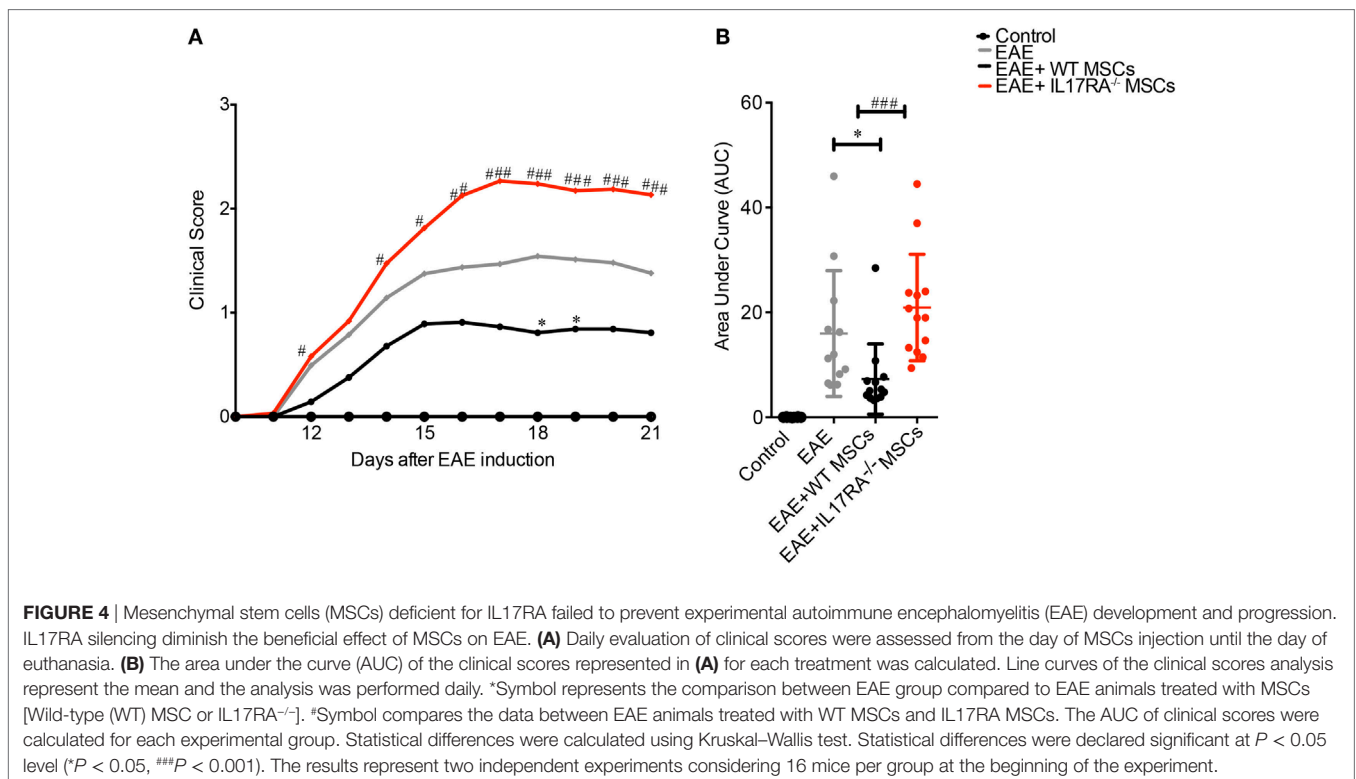 A
B
Control
EAE
EAE+ WT MSCs
EAE+ IL17RA-/- MSCs
3
2
1
0
Clinical Score
#
#
#
##
###
###
###
###
###
*
*
12
15
18
21
Days after EAE induction
60
40
20
0
Area Under Curve (AUC)
###
*
Control
EAE
EAE+WT MSCs
EAE+IL17RA-/- MSCs
FIGURE 4 | Mesenchymal stem cells (MSCs) deficient for IL17RA failed to prevent experimental autoimmune encephalomyelitis (EAE) development and progression.
IL17RA silencing diminish the beneficial effect of MSCs on EAE. (A) Daily evaluation of clinical scores were assessed from the day of MSCs injection until the day of
euthanasia. (B) The area under the curve (AUC) of the clinical scores represented in (A) for each treatment was calculated. Line curves of the clinical scores analysis
represent the mean and the analysis was performed daily. *Symbol represents the comparison between EAE group compared to EAE animals treated with MSCs
[Wild-type (WT) MSC or IL17RA−/−]. #Symbol compares the data between EAE animals treated with WT MSCs and IL17RA MSCs. The AUC of clinical scores were
calculated for each experimental group. Statistical differences were calculated using Kruskal–Wallis test. Statistical differences were declared significant at P < 0.05
level (*P < 0.05, ###P < 0.001). The results represent two independent experiments considering 16 mice per group at the beginning of the experiment.